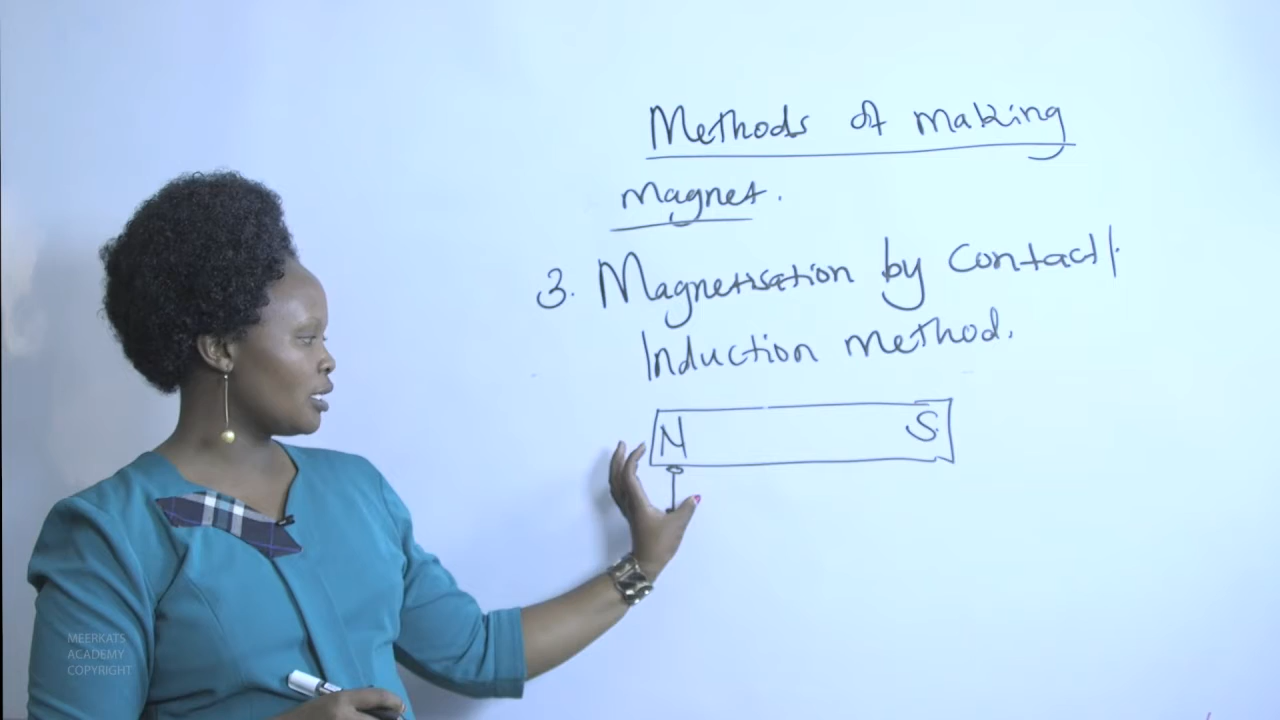 Methods of making
magnet.
3. Magnetisation by contact/.
Induction method.
N S
MEERKATS
ACADEMY
COPYRIGHT